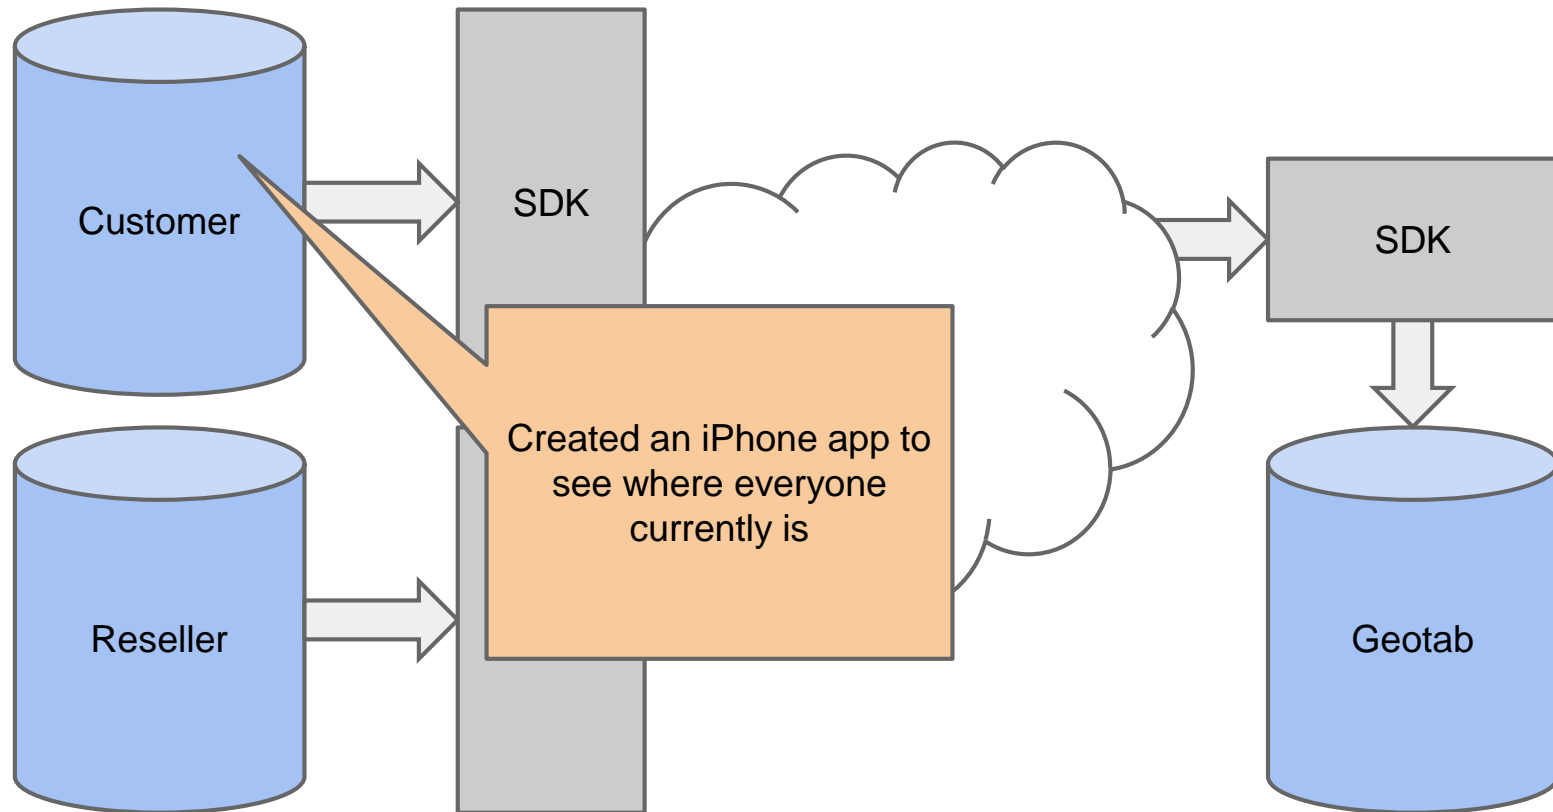 Customer
SDK
SDK
Created an iPhone app to
see where everyone
currently is
Reseller
Geotab